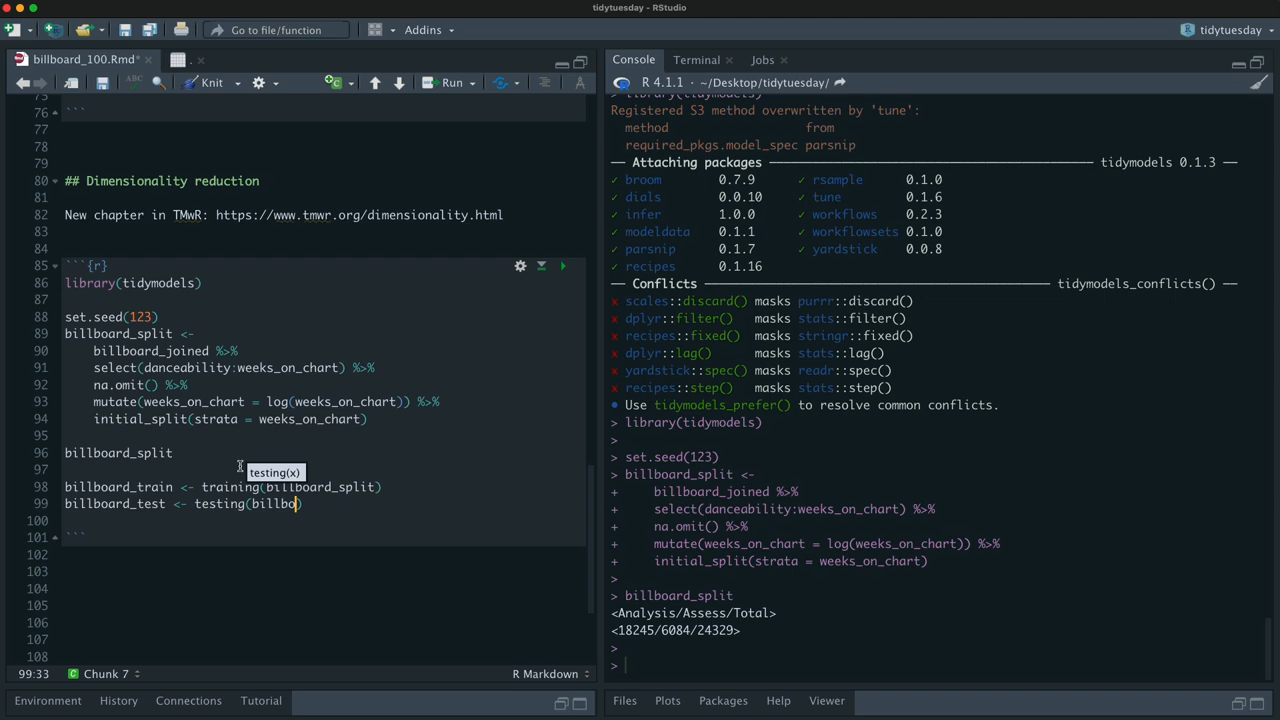 tidytuesday - RStudio
Go to file/function
Addins
tidytuesday
billboard_100.Rmd*
.
Knit
Run
75
76 ```
77
78
79
80 ## Dimensionality reduction
81
82 New chapter in TMwR: https://www.tmwr.org/dimensionality.html
83
84
85 ```{r}
86 library(tidymodels)
87
88 set.seed(123)
89 billboard_split <-
90 billboard_joined %>%
91 select(danceability:weeks_on_chart) %>%
92 na.omit() %>%
93 mutate(weeks_on_chart = log(weeks_on_chart)) %>%
94 initial_split(strata = weeks_on_chart)
95
96 billboard_split
97
testing(x)
98 billboard_train <- training(billboard_split)
99 billboard_test <- testing(billbo)
100
101 ```
102
103
104
105
106
107
108
99:33
Chunk 7
R Markdown
Environment
History
Connections
Tutorial
Console
Terminal
Jobs
R 4.1.1 · ~/Desktop/tidytuesday/
> library(tidymodels)
Registered S3 method overwritten by 'tune':
method from
required_pkgs.model_spec parsnip
── Attaching packages ────────────────────────────── tidymodels 0.1.3 ──
✓ broom 0.7.9 ✓ rsample 0.1.0
✓ dials 0.0.10 ✓ tune 0.1.6
✓ infer 1.0.0 ✓ workflows 0.2.3
✓ modeldata 0.1.1 ✓ workflowsets 0.1.0
✓ parsnip 0.1.7 ✓ yardstick 0.0.8
✓ recipes 0.1.16
── Conflicts ───────────────────────── tidymodels_conflicts() ──
x scales::discard() masks purrr::discard()
x dplyr::filter() masks stats::filter()
x recipes::fixed() masks stringr::fixed()
x dplyr::lag() masks stats::lag()
x yardstick::spec() masks readr::spec()
x recipes::step() masks stats::step()
• Use tidymodels_prefer() to resolve common conflicts.
> library(tidymodels)
>
> set.seed(123)
> billboard_split <-
+ billboard_joined %>%
+ select(danceability:weeks_on_chart) %>%
+ na.omit() %>%
+ mutate(weeks_on_chart = log(weeks_on_chart)) %>%
+ initial_split(strata = weeks_on_chart)
>
> billboard_split
<Analysis/Assess/Total>
<18245/6084/24329>
>
>
Files
Plots
Packages
Help
Viewer